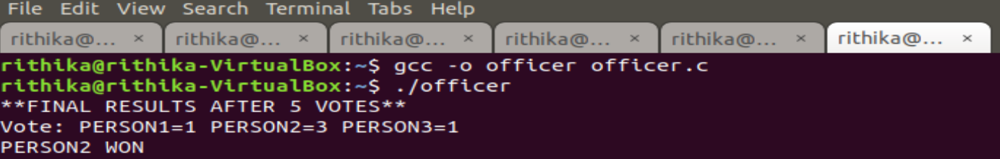 File Edit View Search Terminal Tabs Help
rithika@... × rithika@... × rithika@... × rithika@... × rithika@... × rithika@... ×
rithika@rithika-VirtualBox:~$ gcc -o officer officer.c
rithika@rithika-VirtualBox:~$ ./officer
**FINAL RESULTS AFTER 5 VOTES**
Vote: PERSON1=1 PERSON2=3 PERSON3=1
PERSON2 WON